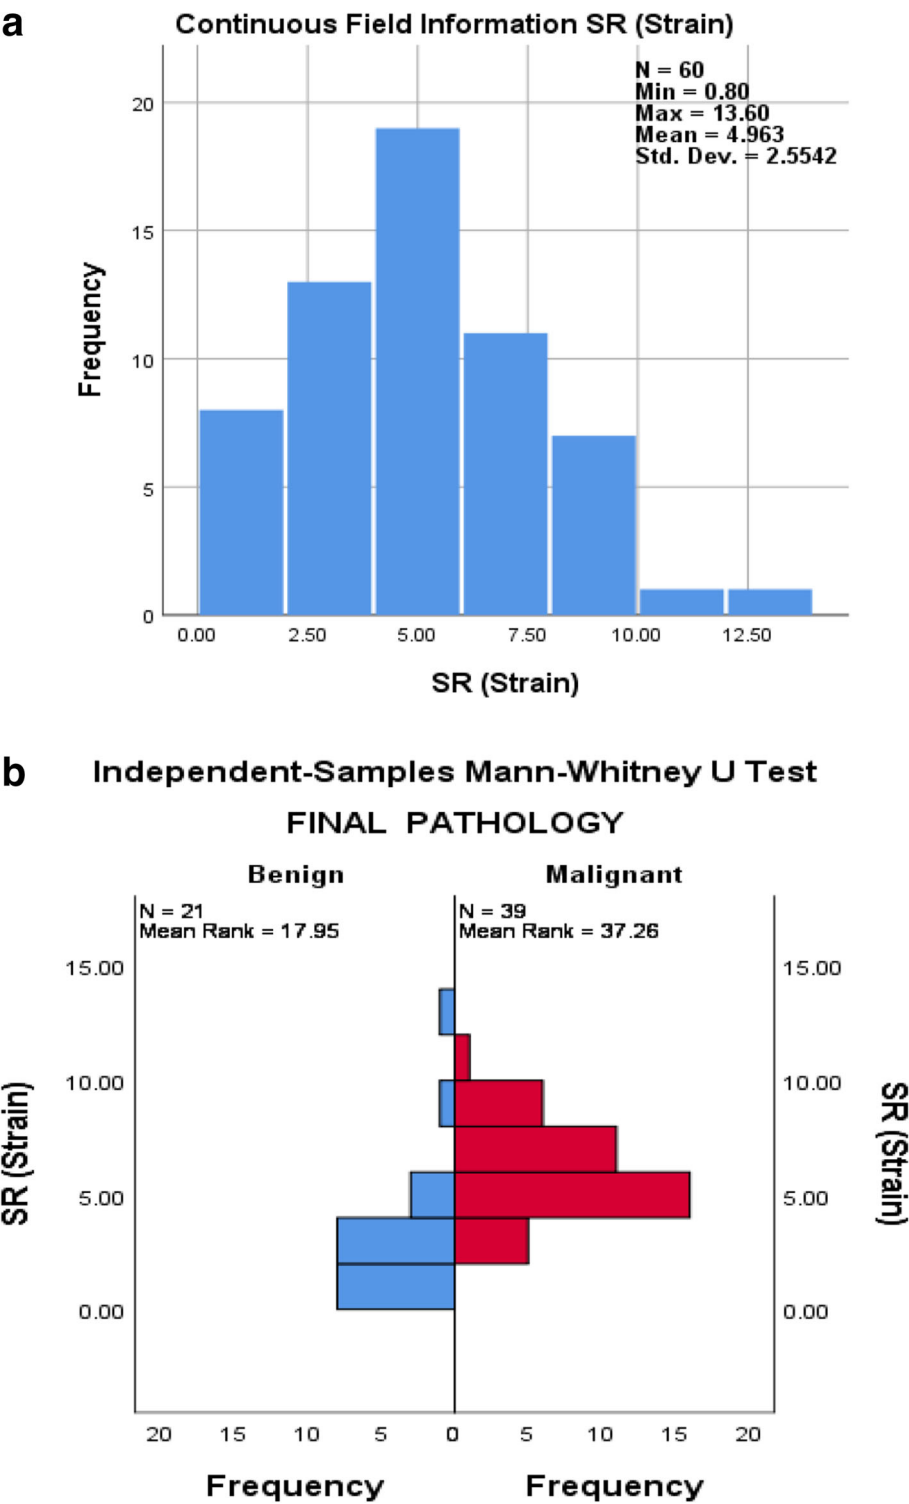 a
Continuous Field Information SR (Strain)
N = 60
Min = 0.80
Max = 13.60
Mean = 4.963
Std. Dev. = 2.5542
20
15
10
5
0
Frequency
0.00 2.50 5.00 7.50 10.00 12.50
SR (Strain)
b
Independent-Samples Mann-Whitney U Test
FINAL PATHOLOGY
Benign Malignant
N = 21 N = 39
Mean Rank = 17.95 Mean Rank = 37.26
15.00 15.00
10.00 10.00
5.00 5.00
0.00 0.00
SR (Strain) SR (Strain)
20 15 10 5 0 5 10 15 20
Frequency Frequency